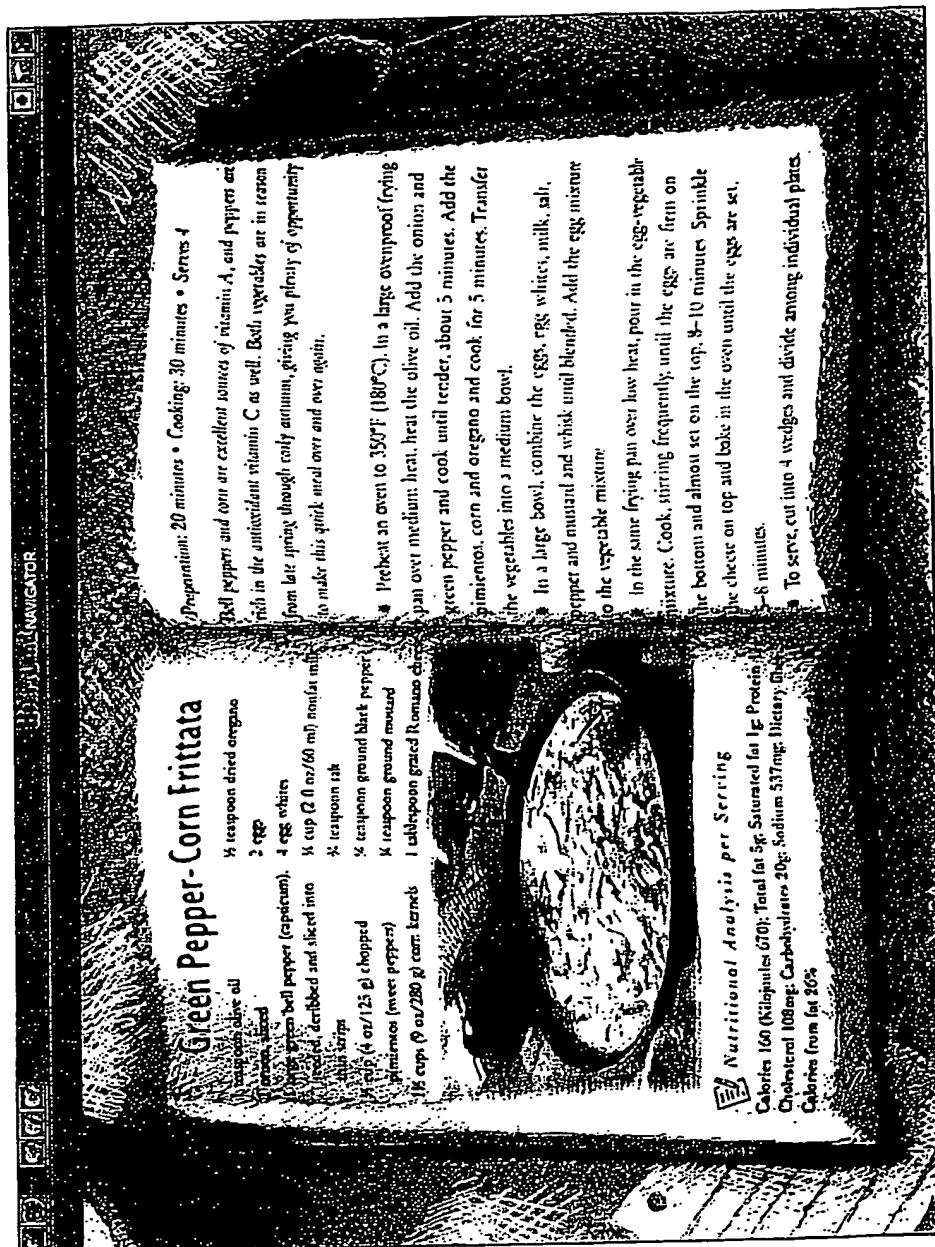 NAVIGATOR
Green Pepper-Corn Frittata
teaspoons olive oil
onion, sliced
large green bell pepper (capsicum),
seeded, deribbed and sliced into
thin strips
cup (4 oz/125 g) chopped
pimientos (sweet peppers)
1½ cups (9 oz/280 g) corn kernels
½ teaspoon dried oregano
2 eggs
4 egg whites
¼ cup (2 fl oz/60 ml) nonfat milk
teaspoon salt
teaspoon ground black pepper
teaspoon ground mustard
1 tablespoon grated Romano
Nutritional Analysis per Serving
Calories 160 (Kilojoules 670); Total fat 5g; Saturated fat 1g; Protein
Cholesterol 108mg; Carbohydrates 20g; Sodium 537mg; Dietary
Calories from fat 26%
Preparation: 20 minutes • Cooking: 30 minutes • Serves 4
Bell peppers and corn are excellent sources of vitamin A, and peppers are
rich in the antioxidant vitamin C as well. Both vegetables are in season
from late spring through early autumn, giving you plenty of opportunity
to make this quick meal over and over again.
Preheat an oven to 350°F (180°C). In a large ovenproof frying
pan over medium heat, heat the olive oil. Add the onion and
green pepper and cook until tender, about 5 minutes. Add the
pimientos, corn and oregano and cook for 5 minutes. Transfer
the vegetables into a medium bowl.
In a large bowl, combine the eggs, egg whites, milk, salt,
pepper and mustard and whisk until blended. Add the egg mixture
to the vegetable mixture
In the same frying pan over low heat, pour in the egg-vegetable
mixture. Cook, stirring frequently, until the eggs are firm on
the bottom and almost set on the top, 8–10 minutes Sprinkle
the cheese on top and bake in the oven until the eggs are set,
5–8 minutes.
To serve, cut into 4 wedges and divide among individual plates.